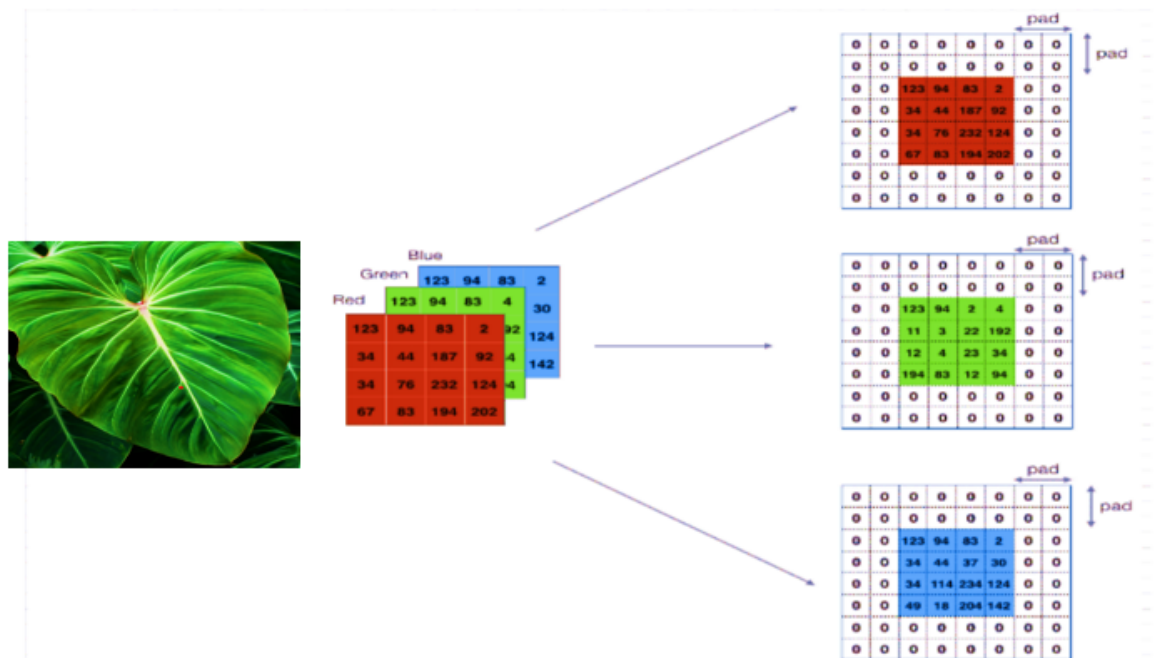 pad
0 0 0 0 0 0 0 0
pad
0 0 0 0 0 0 0 0
0 0 123 94 83 2 0 0
0 0 34 44 187 92 0 0
0 0 34 76 232 124 0 0
0 0 67 83 194 202 0 0
0 0 0 0 0 0 0 0
0 0 0 0 0 0 0 0
Blue
123 94 83 2
30
124
142
Green
123 94 83 4
92
4
94
Red
123 94 83 2
34 44 187 92
34 76 232 124
67 83 194 202
pad
0 0 0 0 0 0 0 0
pad
0 0 0 0 0 0 0 0
0 0 123 94 2 4 0 0
0 0 11 3 22 192 0 0
0 0 12 4 23 34 0 0
0 0 194 83 12 94 0 0
0 0 0 0 0 0 0 0
0 0 0 0 0 0 0 0
pad
0 0 0 0 0 0 0 0
pad
0 0 0 0 0 0 0 0
0 0 123 94 83 2 0 0
0 0 34 44 37 30 0 0
0 0 34 114 234 124 0 0
0 0 49 18 204 142 0 0
0 0 0 0 0 0 0 0
0 0 0 0 0 0 0 0